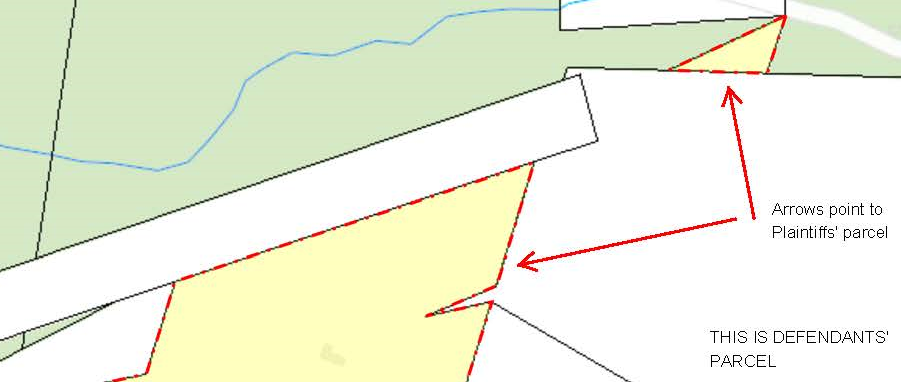 Arrows point to
Plaintiffs' parcel
THIS IS DEFENDANTS'
PARCEL